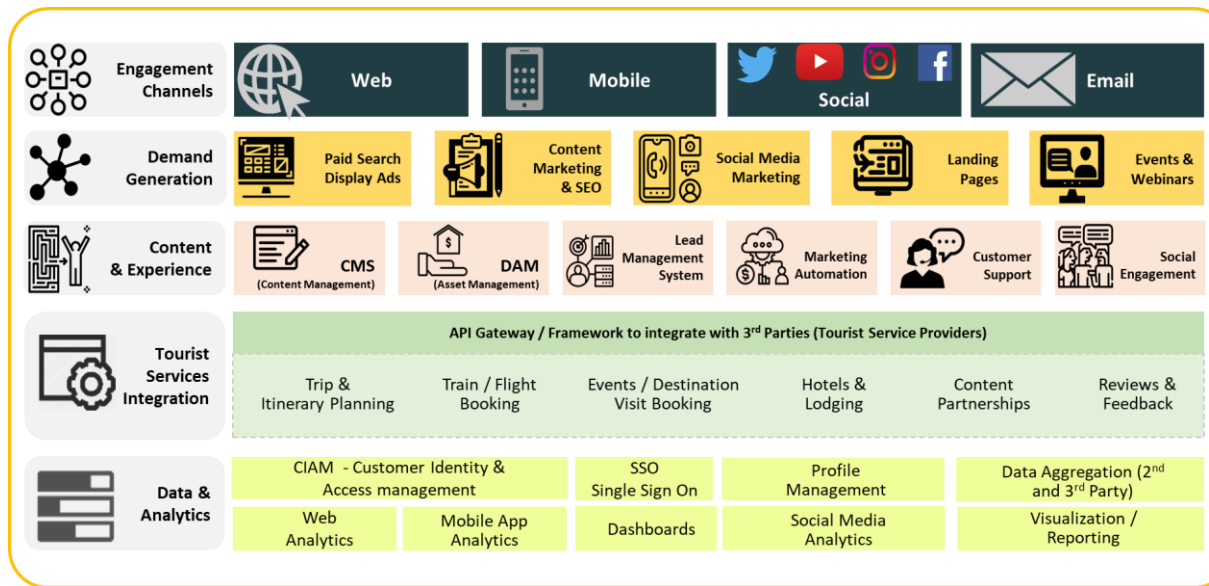 Engagement
Channels
Web
Mobile
Social
Email
Demand
Generation
Paid Search
Display Ads
Content
Marketing
& SEO
Social Media
Marketing
Landing
Pages
Events &
Webinars
Content
& Experience
CMS
(Content Management)
DAM
(Asset Management)
Lead
Management
System
Marketing
Automation
Customer
Support
Social
Engagement
Tourist
Services
Integration
API Gateway / Framework to integrate with 3rd Parties (Tourist Service Providers)
Trip &
Itinerary Planning
Train / Flight
Booking
Events / Destination
Visit Booking
Hotels &
Lodging
Content
Partnerships
Reviews &
Feedback
Data &
Analytics
CIAM - Customer Identity &
Access management
SSO
Single Sign On
Profile
Management
Data Aggregation (2nd
and 3rd Party)
Web
Analytics
Mobile App
Analytics
Dashboards
Social Media
Analytics
Visualization /
Reporting